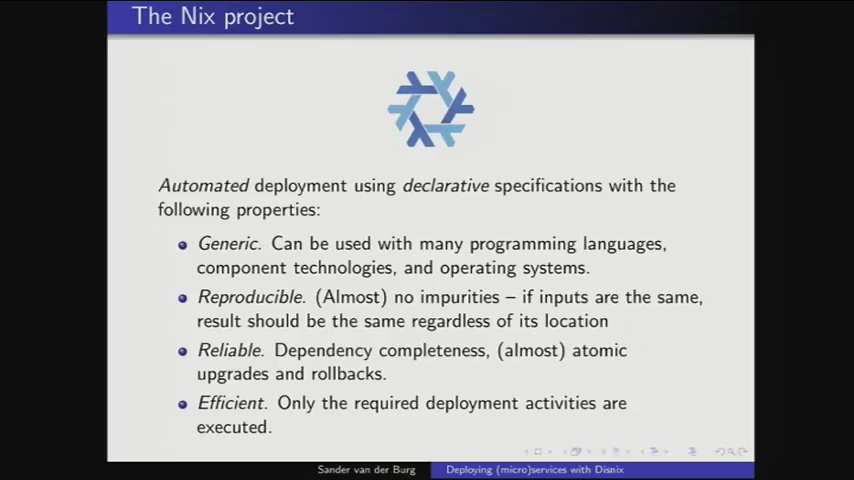 The Nix project
Automated deployment using declarative specifications with the
following properties:
Generic. Can be used with many programming languages,
component technologies, and operating systems.
Reproducible. (Almost) no impurities – if inputs are the same,
result should be the same regardless of its location
Reliable. Dependency completeness, (almost) atomic
upgrades and rollbacks.
Efficient. Only the required deployment activities are
executed.
Sander van der Burg
Deploying (micro)services with Disnix